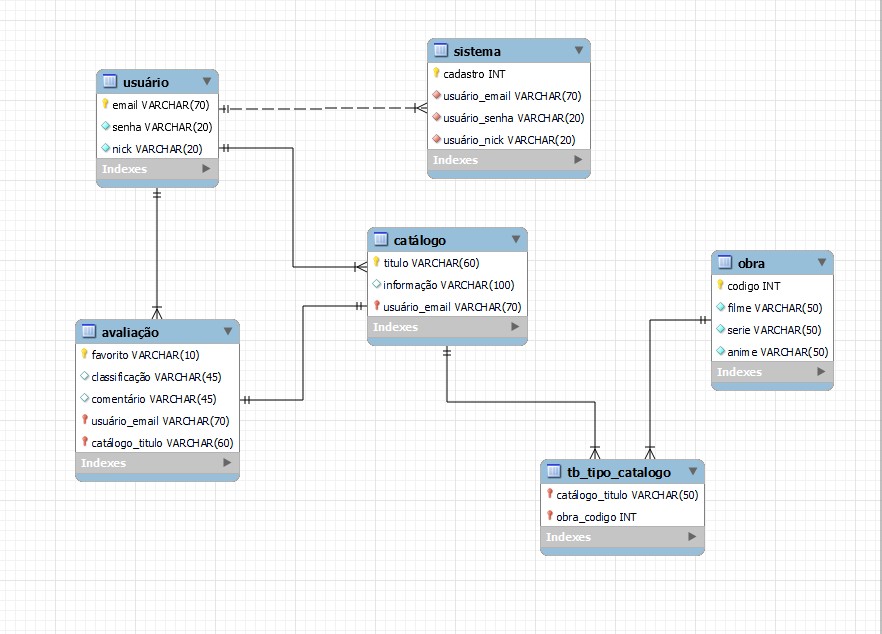 usuário
email VARCHAR(70)
senha VARCHAR(20)
nick VARCHAR(20)
Indexes
sistema
cadastro INT
usuário_email VARCHAR(70)
usuário_senha VARCHAR(20)
usuário_nick VARCHAR(20)
Indexes
catálogo
titulo VARCHAR(60)
informação VARCHAR(100)
usuário_email VARCHAR(70)
Indexes
obra
codigo INT
filme VARCHAR(50)
serie VARCHAR(50)
anime VARCHAR(50)
Indexes
avaliação
favorito VARCHAR(10)
classificação VARCHAR(45)
comentário VARCHAR(45)
usuário_email VARCHAR(70)
catálogo_titulo VARCHAR(60)
Indexes
tb_tipo_catalogo
catálogo_titulo VARCHAR(50)
obra_codigo INT
Indexes